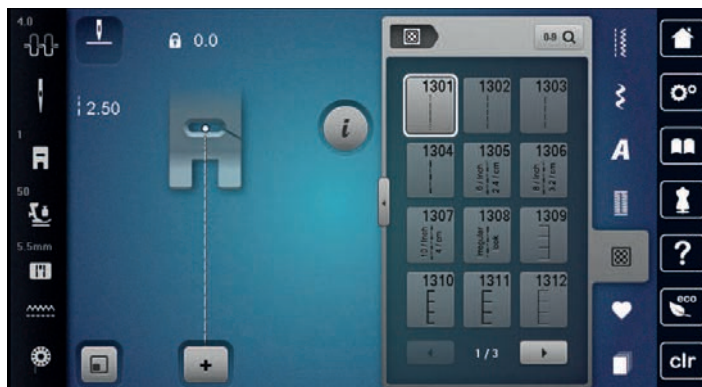 4.0
0.0
0-9
2.50
1301
1302
1303
i
1304
1305
6 / Inch
2.4 / cm
1306
8 / Inch
3.2 / cm
1
50
1307
10 / Inch
4 / cm
1308
Irregular
look
1309
A
5.5mm
?
1310
1311
1312
eco
+
1 / 3
clr